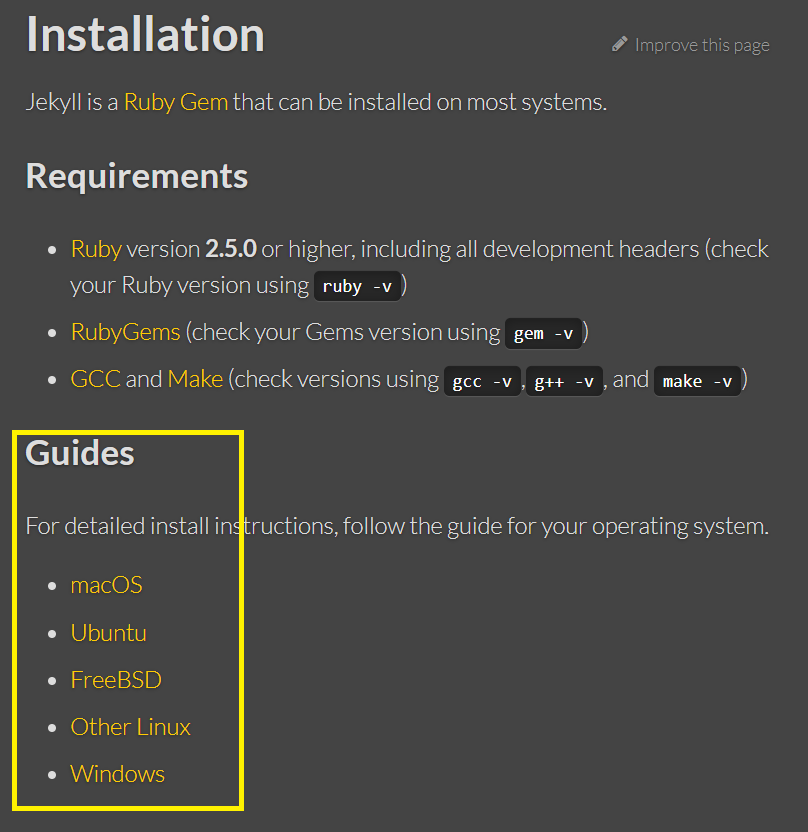 Installation
Improve this page
Jekyll is a Ruby Gem that can be installed on most systems.
Requirements
Ruby version 2.5.0 or higher, including all development headers (check
your Ruby version using ruby -v)
RubyGems (check your Gems version using gem -v)
GCC and Make (check versions using gcc -v, g++ -v, and make -v)
Guides
For detailed install instructions, follow the guide for your operating system.
macOS
Ubuntu
FreeBSD
Other Linux
Windows